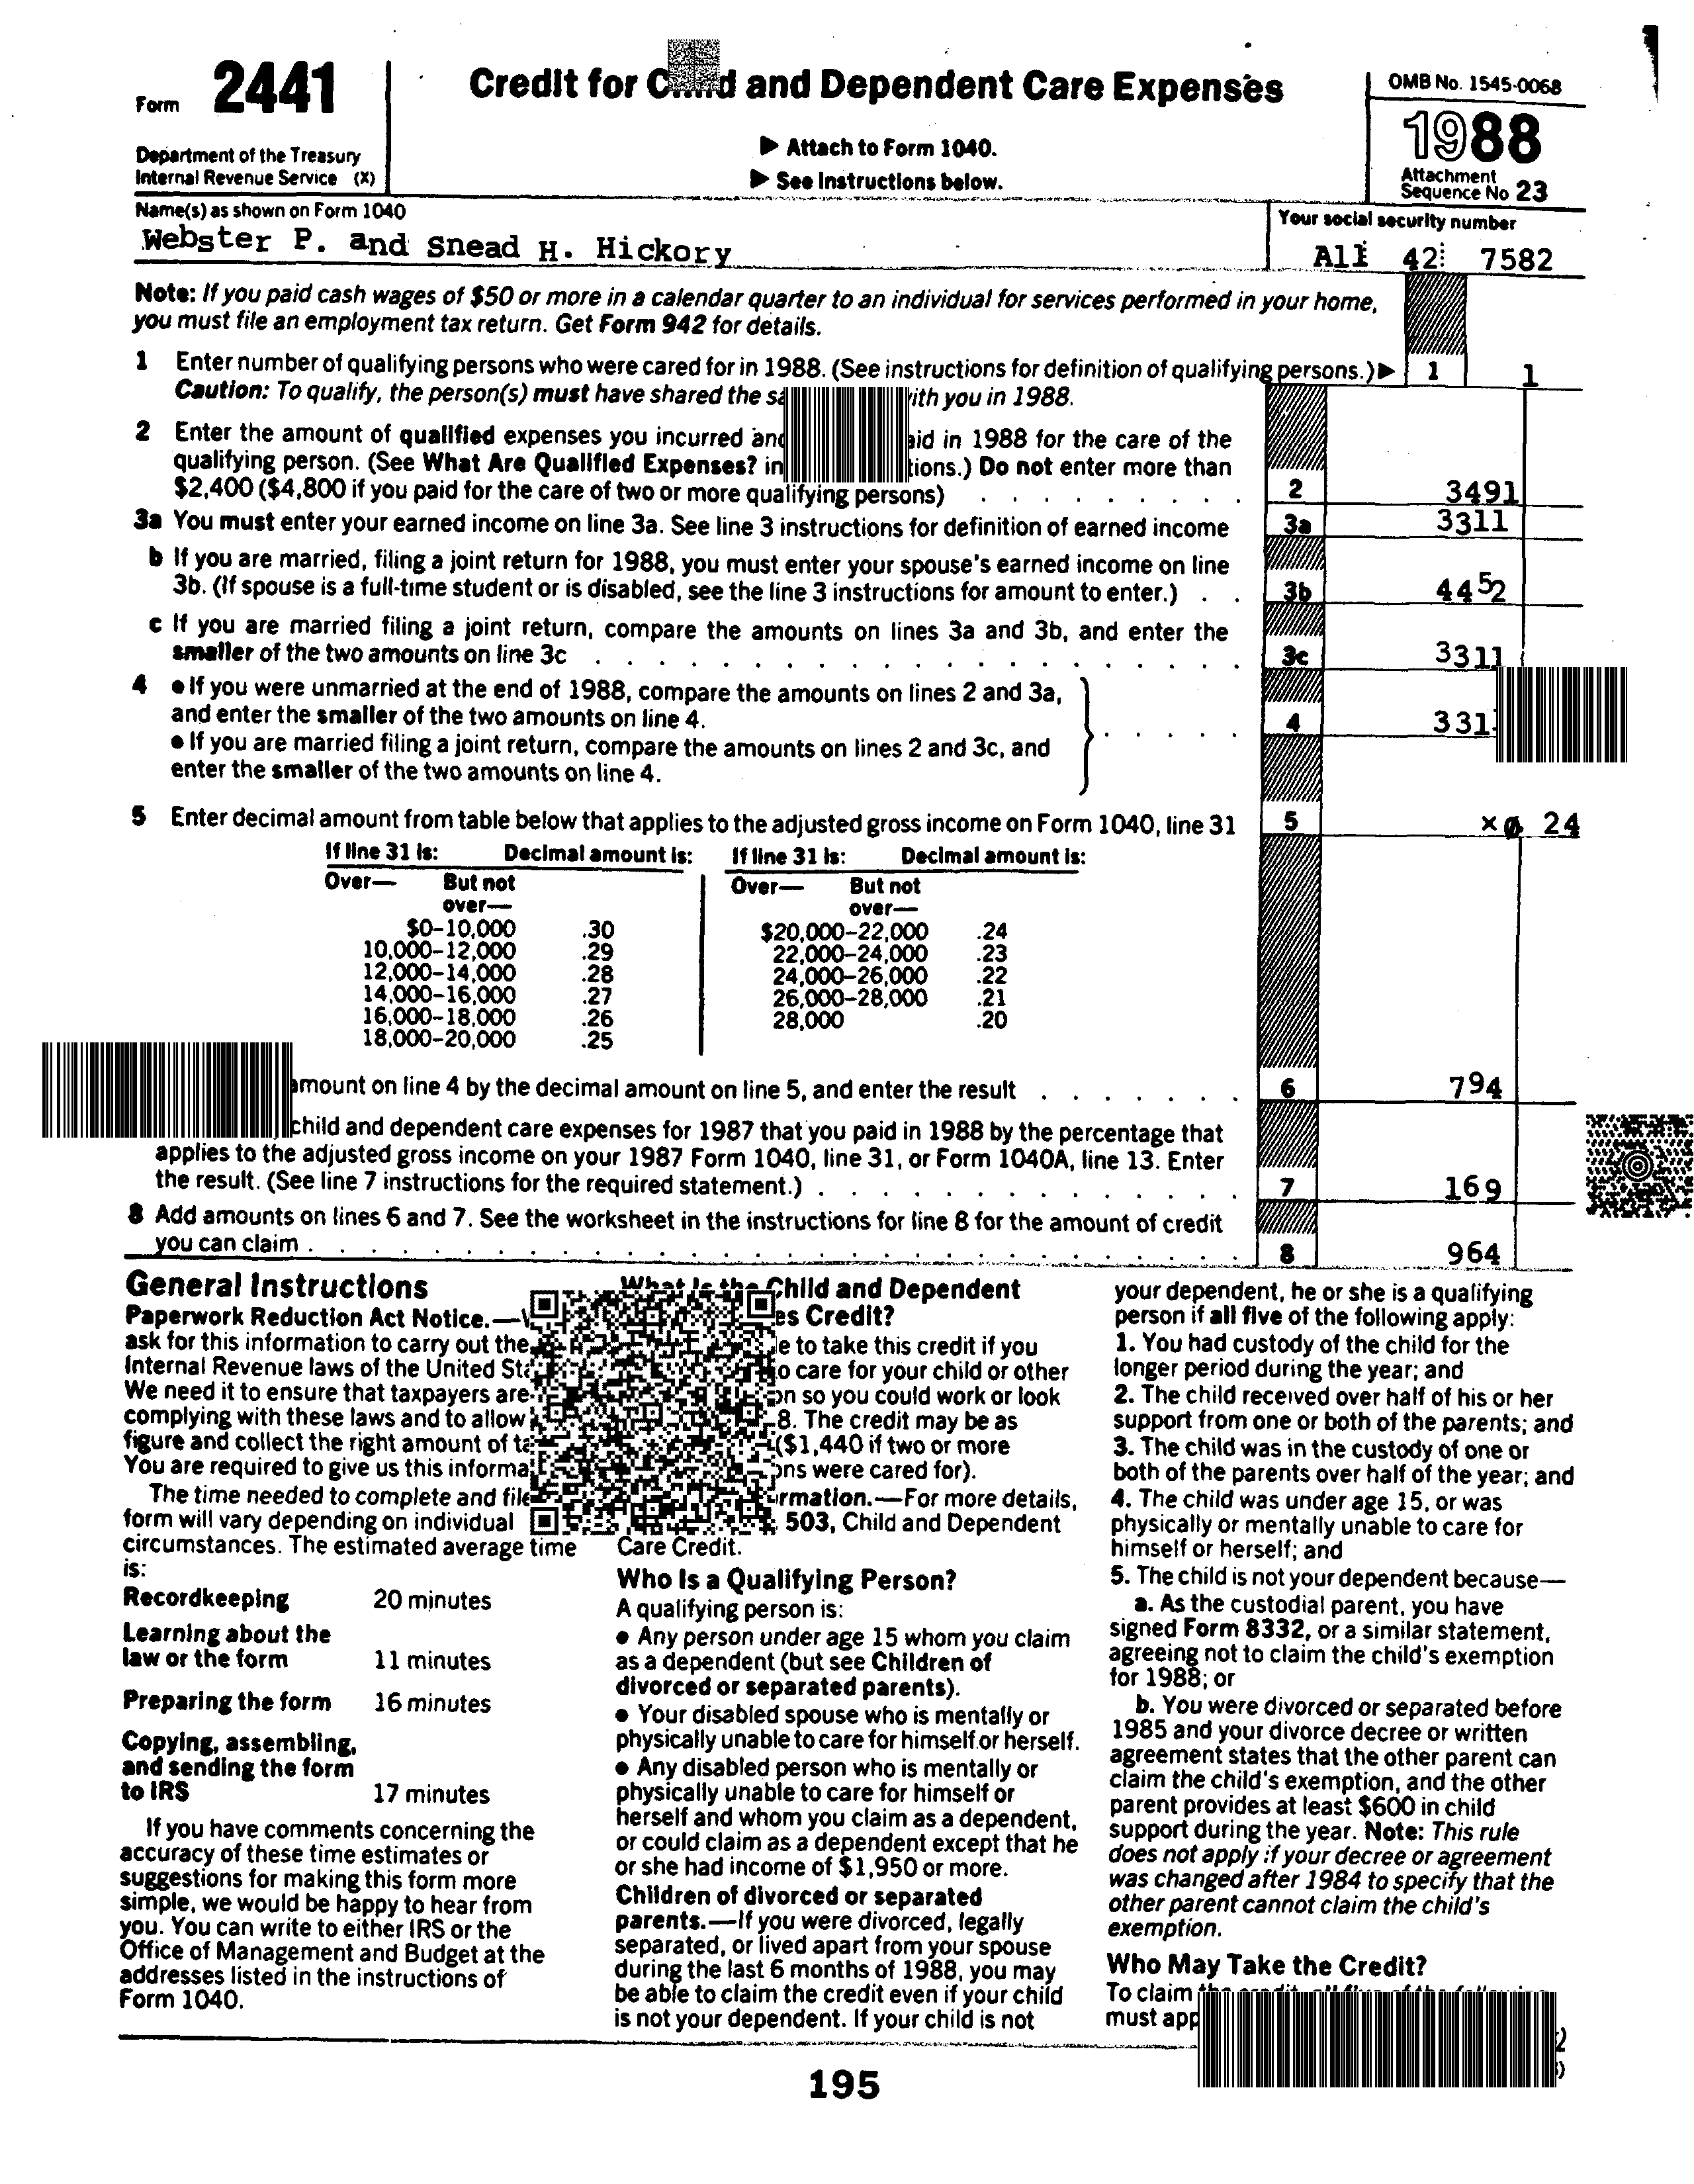 Form 2441
Credit for and Dependent Care Expenses
OMB No. 1545-0068
1988
▶ Attach to Form 1040.
▶ See Instructions below.
Department of the Treasury
Internal Revenue Service (X)
Attachment
Sequence No 23
Name(s) as shown on Form 1040
Webster P. and Snead H. Hickory
Your social security number
42 7582
Note: If you paid cash wages of $50 or more in a calendar quarter to an individual for services performed in your home,
you must file an employment tax return. Get Form 942 for details.
1 Enter number of qualifying persons who were cared for in 1988. (See instructions for definition of qualifying persons.) ▶ 1 1
Caution: To qualify, the person(s) must have shared the you in 1988.
2 Enter the amount of qualified expenses you incurred in 1988 for the care of the
qualifying person. (See What Are Qualified Expenses? in Do not enter more than
$2,400 ($4,800 if you paid for the care of two or more qualifying persons) . . . . . . . . . 2 3491
3a You must enter your earned income on line 3a. See line 3 instructions for definition of earned income 3a 3311
b If you are married, filing a joint return for 1988, you must enter your spouse's earned income on line
3b. (If spouse is a full-time student or is disabled, see the line 3 instructions for amount to enter.) . . 3b 4452
c If you are married filing a joint return, compare the amounts on lines 3a and 3b, and enter the
smaller of the two amounts on line 3c . . . . . . . . . . . . . . . . . . . . 3c 3311
4 ● If you were unmarried at the end of 1988, compare the amounts on lines 2 and 3a,
and enter the smaller of the two amounts on line 4. . . . . . 4
● If you are married filing a joint return, compare the amounts on lines 2 and 3c, and
enter the smaller of the two amounts on line 4.
5 Enter decimal amount from table below that applies to the adjusted gross income on Form 1040, line 31 5 24
If line 31 is: Decimal amount is: If line 31 is: Decimal amount is:
Over— But not over— Over— But not over—
$0–10,000 .30 $20,000–22,000 .24
10,000–12,000 .29 22,000–24,000 .23
12,000–14,000 .28 24,000–26,000 .22
14,000–16,000 .27 26,000–28,000 .21
16,000–18,000 .26 28,000 .20
18,000–20,000 .25
amount on line 4 by the decimal amount on line 5, and enter the result . . . . . . . 6 794
child and dependent care expenses for 1987 that you paid in 1988 by the percentage that
applies to the adjusted gross income on your 1987 Form 1040, line 31, or Form 1040A, line 13. Enter
the result. (See line 7 instructions for the required statement.) . . . . . . . . . . . . . 7 169
8 Add amounts on lines 6 and 7. See the worksheet in the instructions for line 8 for the amount of credit
you can claim . . . . . . . . . . . . . . . . . . . . . . . . . . . . . . 8 964
General Instructions
Paperwork Reduction Act Notice.—
ask for this information to carry out the
Internal Revenue laws of the United
We need it to ensure that taxpayers are
complying with these laws and to allow
figure and collect the right amount of
You are required to give us this
The time needed to complete and file
form will vary depending on individual
circumstances. The estimated average time
is:
Recordkeeping 20 minutes
Learning about the
law or the form 11 minutes
Preparing the form 16 minutes
Copying, assembling,
and sending the form
to IRS 17 minutes
If you have comments concerning the
accuracy of these time estimates or
suggestions for making this form more
simple, we would be happy to hear from
you. You can write to either IRS or the
Office of Management and Budget at the
addresses listed in the instructions of
Form 1040.
What Is the Child and Dependent
Credit?
to take this credit if you
care for your child or other
so you could work or look
The credit may be as
($1,440 if two or more
were cared for).
For more details,
503, Child and Dependent
Care Credit.
Who Is a Qualifying Person?
A qualifying person is:
● Any person under age 15 whom you claim
as a dependent (but see Children of
divorced or separated parents).
● Your disabled spouse who is mentally or
physically unable to care for himself or herself.
● Any disabled person who is mentally or
physically unable to care for himself or
herself and whom you claim as a dependent,
or could claim as a dependent except that he
or she had income of $1,950 or more.
Children of divorced or separated
parents.—If you were divorced, legally
separated, or lived apart from your spouse
during the last 6 months of 1988, you may
be able to claim the credit even if your child
is not your dependent. If your child is not
your dependent, he or she is a qualifying
person if all five of the following apply:
1. You had custody of the child for the
longer period during the year; and
2. The child received over half of his or her
support from one or both of the parents; and
3. The child was in the custody of one or
both of the parents over half of the year; and
4. The child was under age 15, or was
physically or mentally unable to care for
himself or herself; and
5. The child is not your dependent because—
a. As the custodial parent, you have
signed Form 8332, or a similar statement,
agreeing not to claim the child's exemption
for 1988; or
b. You were divorced or separated before
1985 and your divorce decree or written
agreement states that the other parent can
claim the child's exemption, and the other
parent provides at least $600 in child
support during the year. Note: This rule
does not apply if your decree or agreement
was changed after 1984 to specify that the
other parent cannot claim the child's
exemption.
Who May Take the Credit?
To claim
must
195